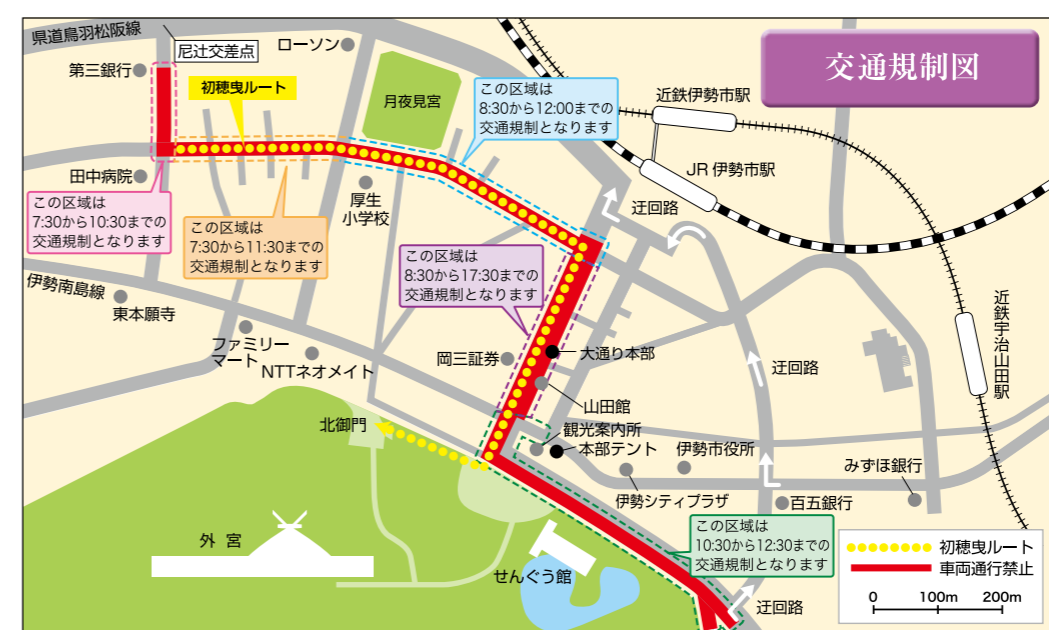 交通規制図
県道鳥羽松阪線
尼辻交差点
ローソン
第三銀行
初穂曳ルート
月夜見宮
この区域は
8:30から12:00までの
交通規制となります
近鉄伊勢市駅
JR 伊勢市駅
田中病院
厚生
小学校
迂回路
この区域は
7:30から10:30までの
交通規制となります
この区域は
7:30から11:30までの
交通規制となります
この区域は
8:30から17:30までの
交通規制となります
伊勢南島線
東本願寺
ファミリー
マート
NTTネオメイト
岡三証券
大通り本部
迂回路
近鉄宇治山田駅
山田館
北御門
観光案内所
本部テント
伊勢市役所
みずほ銀行
伊勢シティプラザ
百五銀行
外 宮
せんぐう館
この区域は
10:30から12:30までの
交通規制となります
迂回路
初穂曳ルート
車両通行禁止
0 100m 200m